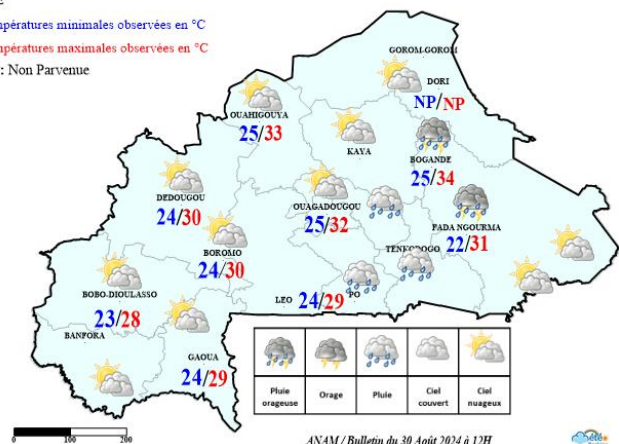 Températures minimales observées en °C
Températures maximales observées en °C
: Non Parvenue
GOROM-GOROM
DORI
NP/NP
OUAHIGOUYA
25/33
KAYA
BOGANDE
25/34
DEDOUGOU
24/30
OUAGADOUGOU
25/32
FADA NGOURMA
22/31
BOROMO
24/30
TENKODOGO
BOBO-DIOULASSO
23/28
LEO 24/29 PO
BANFORA
GAOUA
24/29
Pluie orageuse
Orage
Pluie
Ciel couvert
Ciel nuageux
0 100 200
ANAM / Bulletin du 30 Août 2024 à 12H